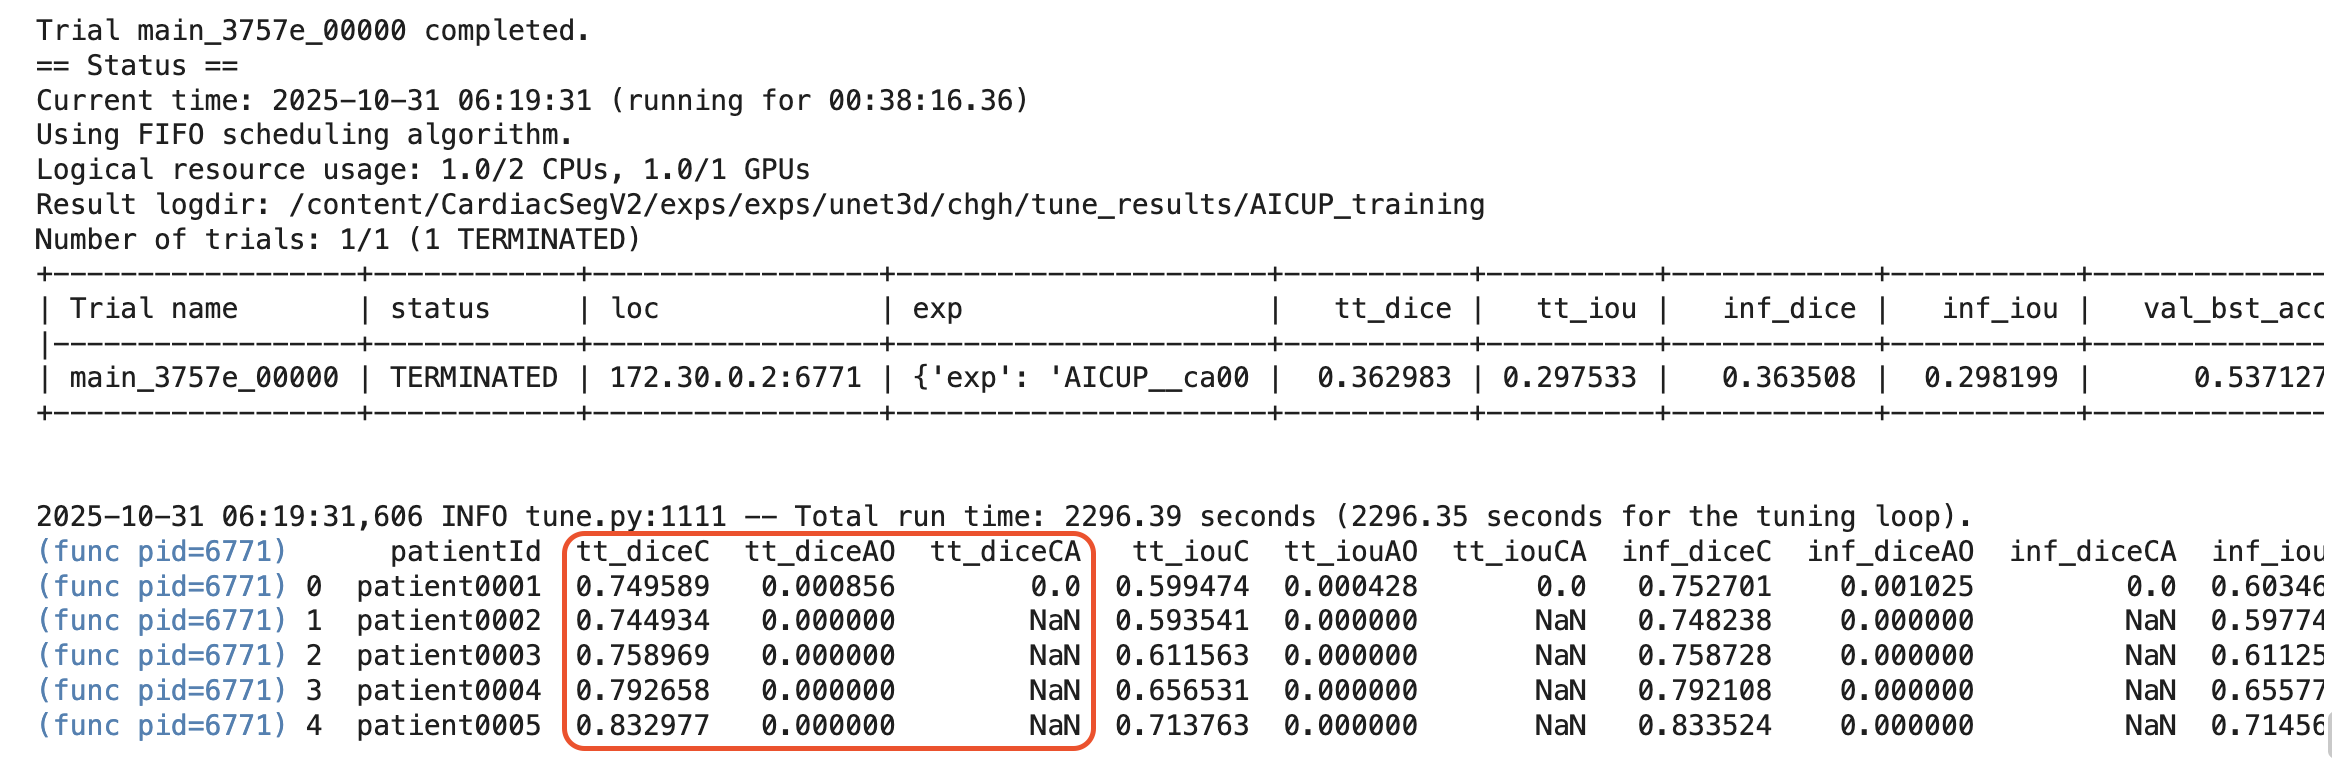 Trial main_3757e_00000 completed.
== Status ==
Current time: 2025-10-31 06:19:31 (running for 00:38:16.36)
Using FIFO scheduling algorithm.
Logical resource usage: 1.0/2 CPUs, 1.0/1 GPUs
Result logdir: /content/CardiacSegV2/exps/exps/unet3d/chgh/tune_results/AICUP_training
Number of trials: 1/1 (1 TERMINATED)
+------------------+------------+-----------------+----------------------+-----------+----------+------------+-----------+--------------
| Trial name       | status     | loc             | exp                  |   tt_dice |   tt_iou |   inf_dice |   inf_iou |   val_bst_acc
|------------------+------------+-----------------+----------------------+-----------+----------+------------+-----------+--------------
| main_3757e_00000 | TERMINATED | 172.30.0.2:6771 | {'exp': 'AICUP__ca00 |  0.362983 | 0.297533 |   0.363508 |  0.298199 |      0.537127
+------------------+------------+-----------------+----------------------+-----------+----------+------------+-----------+--------------
2025-10-31 06:19:31,606 INFO tune.py:1111 -- Total run time: 2296.39 seconds (2296.35 seconds for the tuning loop).
(func pid=6771)      patientId  tt_diceC  tt_diceAO  tt_diceCA   tt_iouC  tt_iouAO  tt_iouCA  inf_diceC  inf_diceAO  inf_diceCA  inf_iou
(func pid=6771) 0  patient0001  0.749589   0.000856        0.0  0.599474  0.000428       0.0   0.752701    0.001025         0.0  0.60346
(func pid=6771) 1  patient0002  0.744934   0.000000        NaN  0.593541  0.000000       NaN   0.748238    0.000000         NaN  0.59774
(func pid=6771) 2  patient0003  0.758969   0.000000        NaN  0.611563  0.000000       NaN   0.758728    0.000000         NaN  0.61125
(func pid=6771) 3  patient0004  0.792658   0.000000        NaN  0.656531  0.000000       NaN   0.792108    0.000000         NaN  0.65577
(func pid=6771) 4  patient0005  0.832977   0.000000        NaN  0.713763  0.000000       NaN   0.833524    0.000000         NaN  0.71456